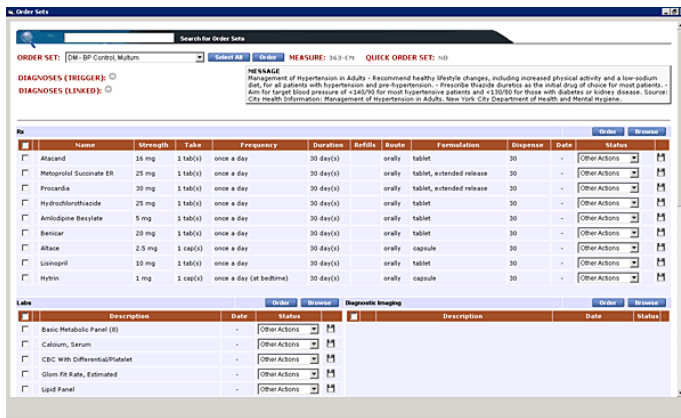 Order Sets
Search for Order Sets
ORDER SET: DM - BP Control, Multum Select All Order MEASURE: 363-EN QUICK ORDER SET: NO
DIAGNOSES (TRIGGER):
DIAGNOSES (LINKED):
MESSAGE
Management of Hypertension in Adults - Recommend healthy lifestyle changes, including increased physical activity and a low-sodium
diet, for all patients with hypertension and pre-hypertension. - Prescribe thiazide diuretics as the initial drug of choice for most patients. -
Aim for target blood pressure of <140/90 for most hypertensive patients and <130/80 for those with diabetes or kidney disease. Source:
City Health Information: Management of Hypertension in Adults. New York City Department of Health and Mental Hygiene.
Rx Order Browse
Name Strength Take Frequency Duration Refills Route Formulation Dispense Date Status
Atacand 16 mg 1 tab(s) once a day 30 day(s) orally tablet 30 - Other Actions
Metoprolol Succinate ER 25 mg 1 tab(s) once a day 30 day(s) orally tablet, extended release 30 - Other Actions
Procardia 30 mg 1 tab(s) once a day 30 day(s) orally tablet, extended release 30 - Other Actions
Hydrochlorothiazide 25 mg 1 tab(s) once a day 30 day(s) orally tablet 30 - Other Actions
Amlodipine Besylate 5 mg 1 tab(s) once a day 30 day(s) orally tablet 30 - Other Actions
Benicar 20 mg 1 tab(s) once a day 30 day(s) orally tablet 30 - Other Actions
Altace 2.5 mg 1 cap(s) once a day 30 day(s) orally capsule 30 - Other Actions
Lisinopril 10 mg 1 tab(s) once a day 30 day(s) orally tablet 30 - Other Actions
Hytrin 1 mg 1 cap(s) once a day (at bedtime) 30 day(s) orally capsule 30 - Other Actions
Labs Order Browse Diagnostic Imaging Order Browse
Description Date Status Description Date Status
Basic Metabolic Panel (8) - Other Actions
Calcium, Serum - Other Actions
CBC With Differential/Platelet - Other Actions
Glom Filt Rate, Estimated - Other Actions
Lipid Panel - Other Actions